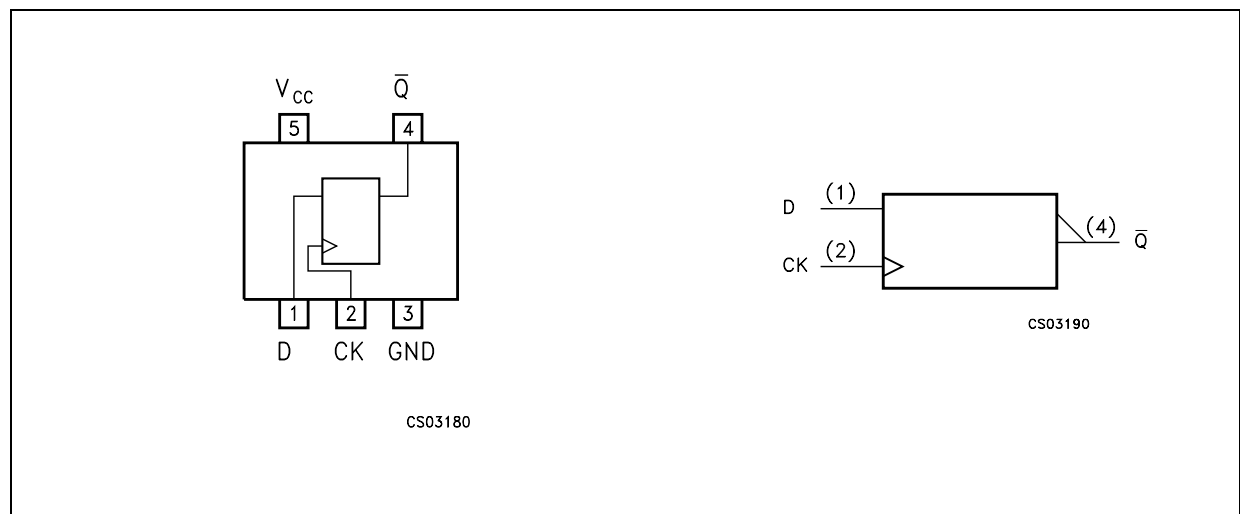 V_CC Q̅
5 4
1 2 3
D CK GND
CS03180
D (1)
CK (2)
(4) Q̅
CS03190